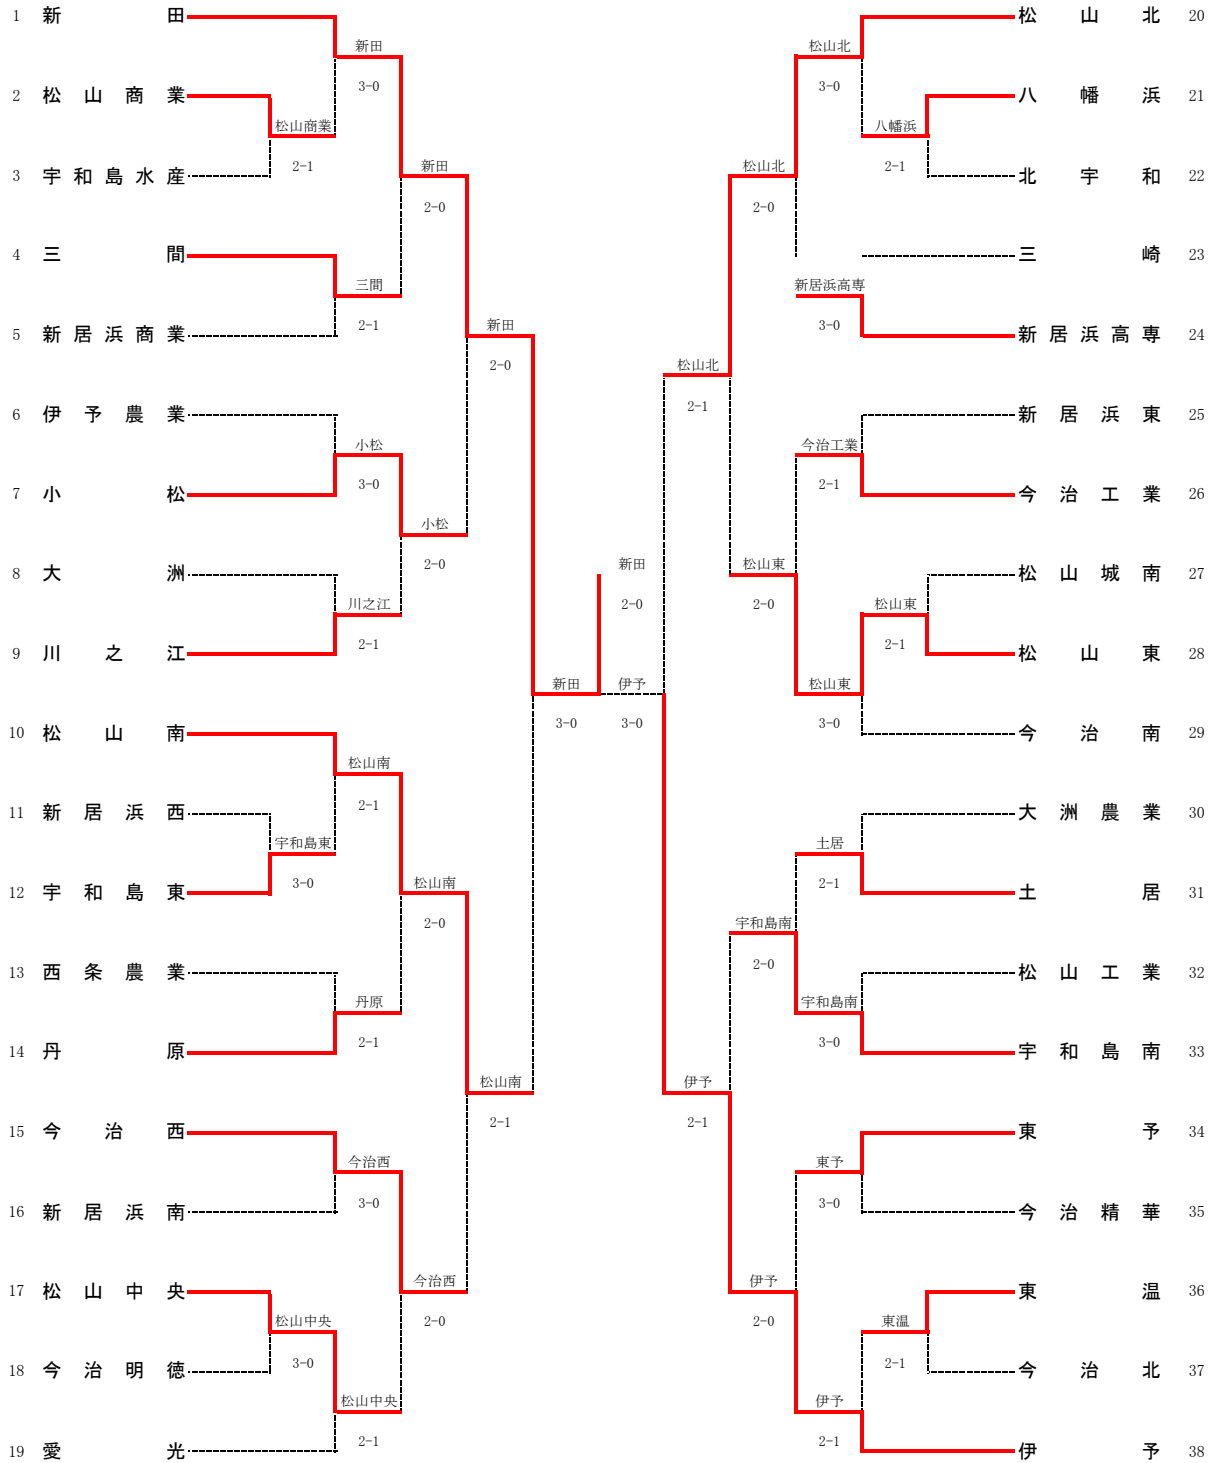 1 新田
2 松山商業
3 宇和島水産
4 三間
5 新居浜商業
6 伊予農業
7 小松
8 大洲
9 川之江
10 松山南
11 新居浜西
12 宇和島東
13 西条農業
14 丹原
15 今治西
16 新居浜南
17 松山中央
18 今治明徳
19 愛光
松山商業
2-1
宇和島東
3-0
松山中央
3-0
新田
3-0
三間
2-1
小松
3-0
川之江
2-1
松山南
2-1
丹原
2-1
今治西
3-0
松山中央
2-1
新田
2-0
小松
2-0
松山南
2-0
今治西
2-0
新田
2-0
松山南
2-1
新田
3-0
新田
2-0
伊予
3-0
松山北
2-1
伊予
2-1
松山北
2-0
松山東
2-0
宇和島南
2-0
伊予
2-0
松山北
3-0
新居浜高専
3-0
今治工業
2-1
松山東
3-0
土居
2-1
宇和島南
3-0
東予
3-0
伊予
2-1
八幡浜
2-1
松山東
2-1
東温
2-1
松山北 20
八幡浜 21
北宇和 22
三崎 23
新居浜高専 24
新居浜東 25
今治工業 26
松山城南 27
松山東 28
今治南 29
大洲農業 30
土居 31
松山工業 32
宇和島南 33
東予 34
今治精華 35
東温 36
今治北 37
伊予 38